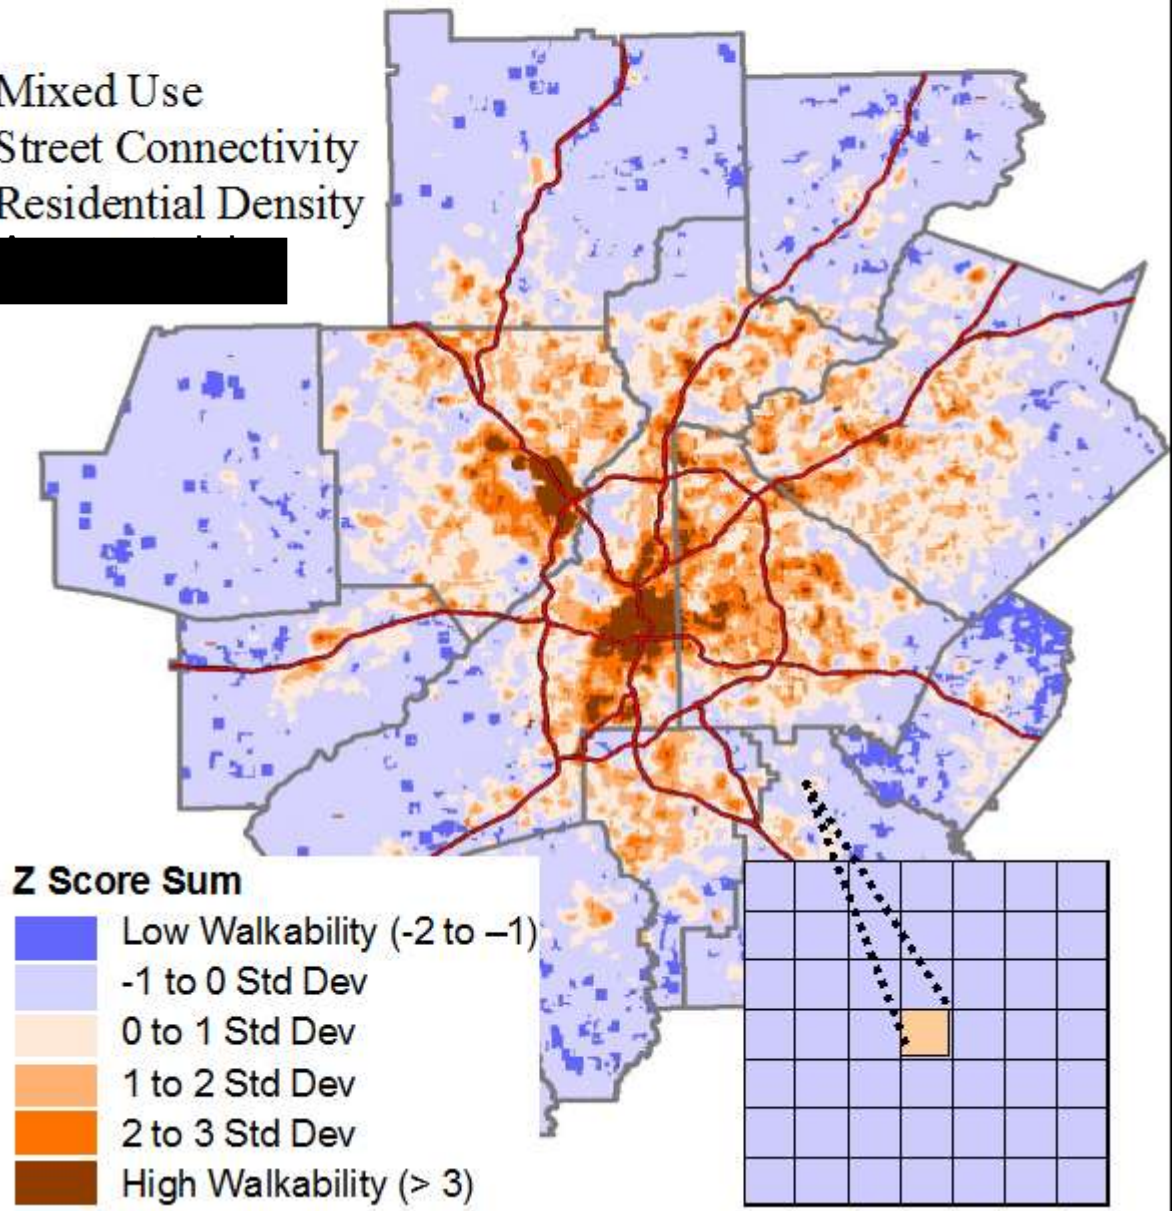 Mixed Use
Street Connectivity
Residential Density
Z Score Sum
Low Walkability (-2 to –1)
-1 to 0 Std Dev
0 to 1 Std Dev
1 to 2 Std Dev
2 to 3 Std Dev
High Walkability (> 3)